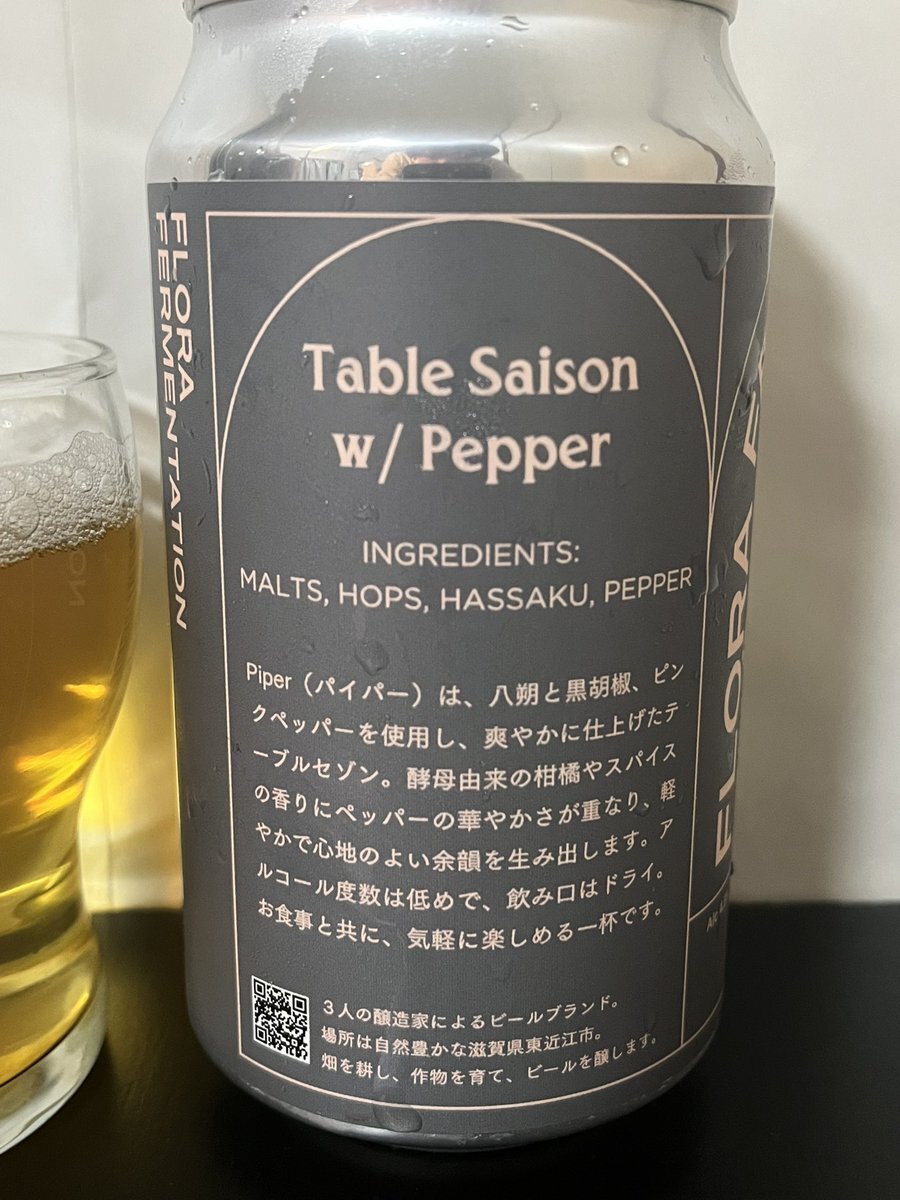 FLORA
FERMENTATION
Table Saison
w/ Pepper
INGREDIENTS:
MALTS, HOPS, HASSAKU, PEPPER
Piper（パイパー）は、八朔と黒胡椒、ピン
クペッパーを使用し、爽やかに仕上げたテ
ーブルセゾン。酵母由来の柑橘やスパイス
の香りにペッパーの華やかさが重なり、軽
やかで心地のよい余韻を生み出します。ア
ルコール度数は低めで、飲み口はドライ。
お食事と共に、気軽に楽しめる一杯です。
3人の醸造家によるビールブランド。
場所は自然豊かな滋賀県東近江市。
畑を耕し、作物を育て、ビールを醸します。
FLORA